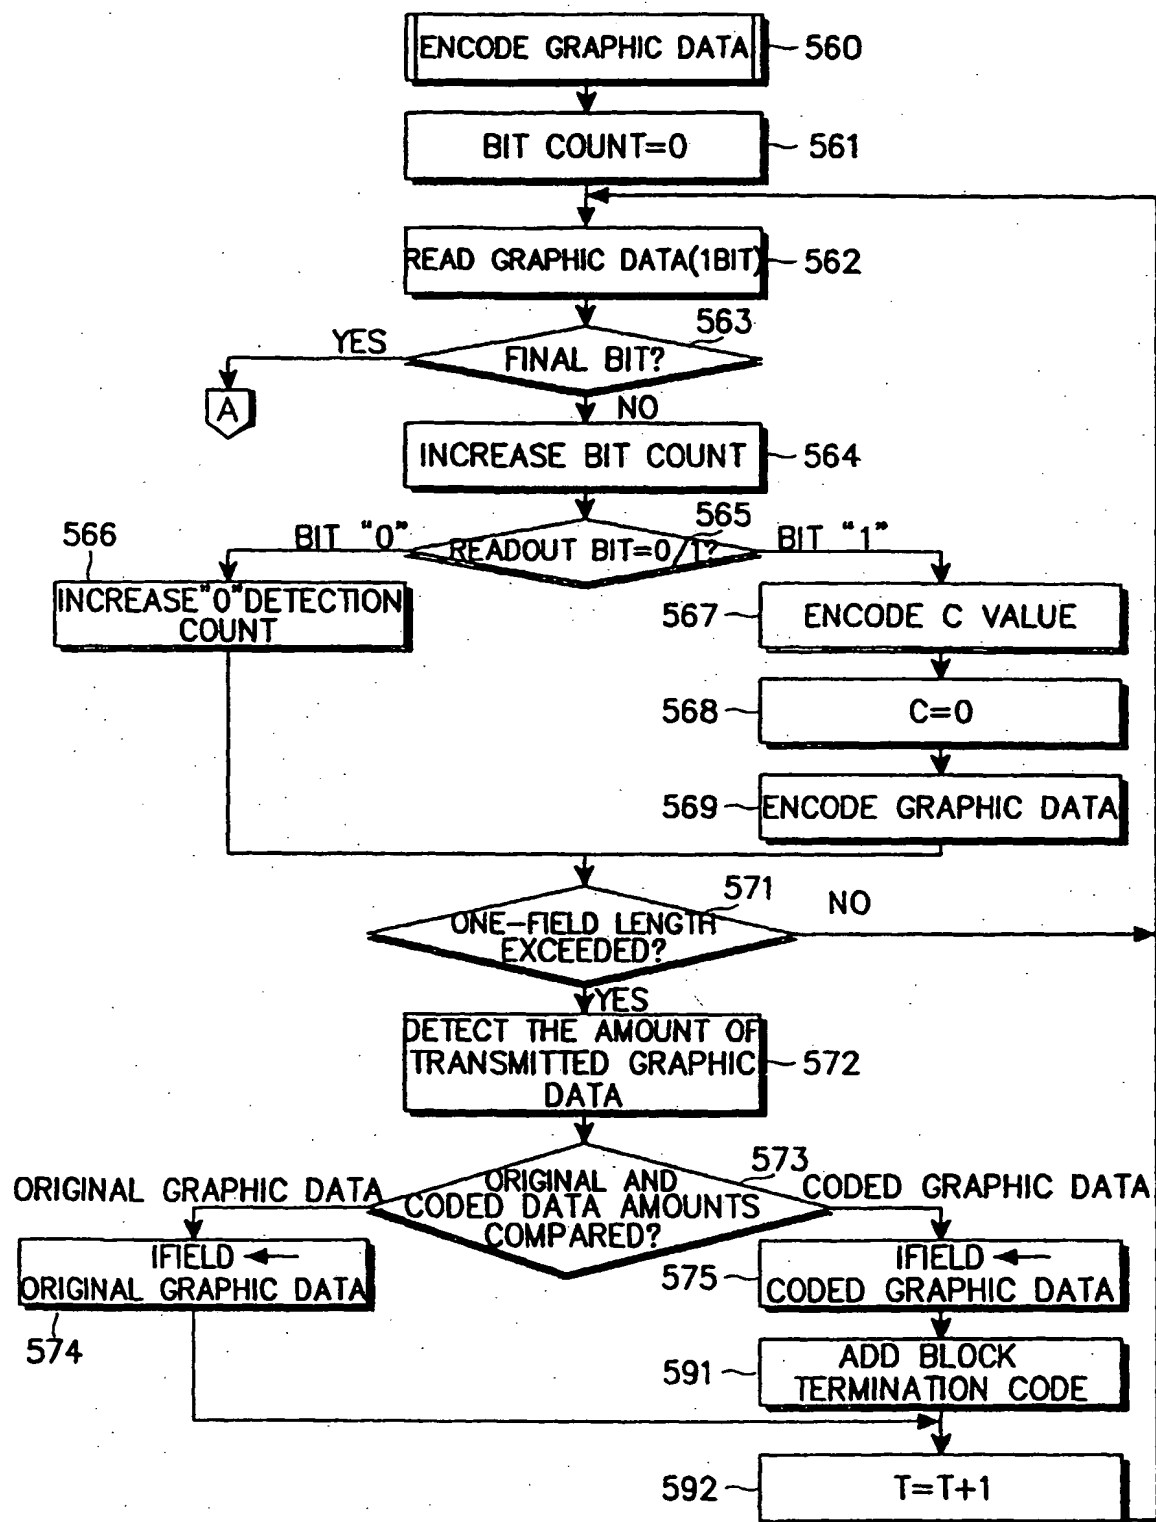 ENCODE GRAPHIC DATA 560
BIT COUNT=0 561
READ GRAPHIC DATA(1BIT) 562
563
YES
FINAL BIT?
A
NO
INCREASE BIT COUNT 564
565
566
BIT "0"
READOUT BIT=0/1?
BIT "1"
INCREASE"0"DETECTION
COUNT
567 ENCODE C VALUE
568 C=0
569 ENCODE GRAPHIC DATA
571
NO
ONE-FIELD LENGTH
EXCEEDED?
YES
DETECT THE AMOUNT OF
TRANSMITTED GRAPHIC
DATA
572
573
ORIGINAL GRAPHIC DATA
ORIGINAL AND
CODED DATA AMOUNTS
COMPARED?
CODED GRAPHIC DATA
IFIELD ←
ORIGINAL GRAPHIC DATA
574
575
IFIELD ←
CODED GRAPHIC DATA
591
ADD BLOCK
TERMINATION CODE
592 T=T+1